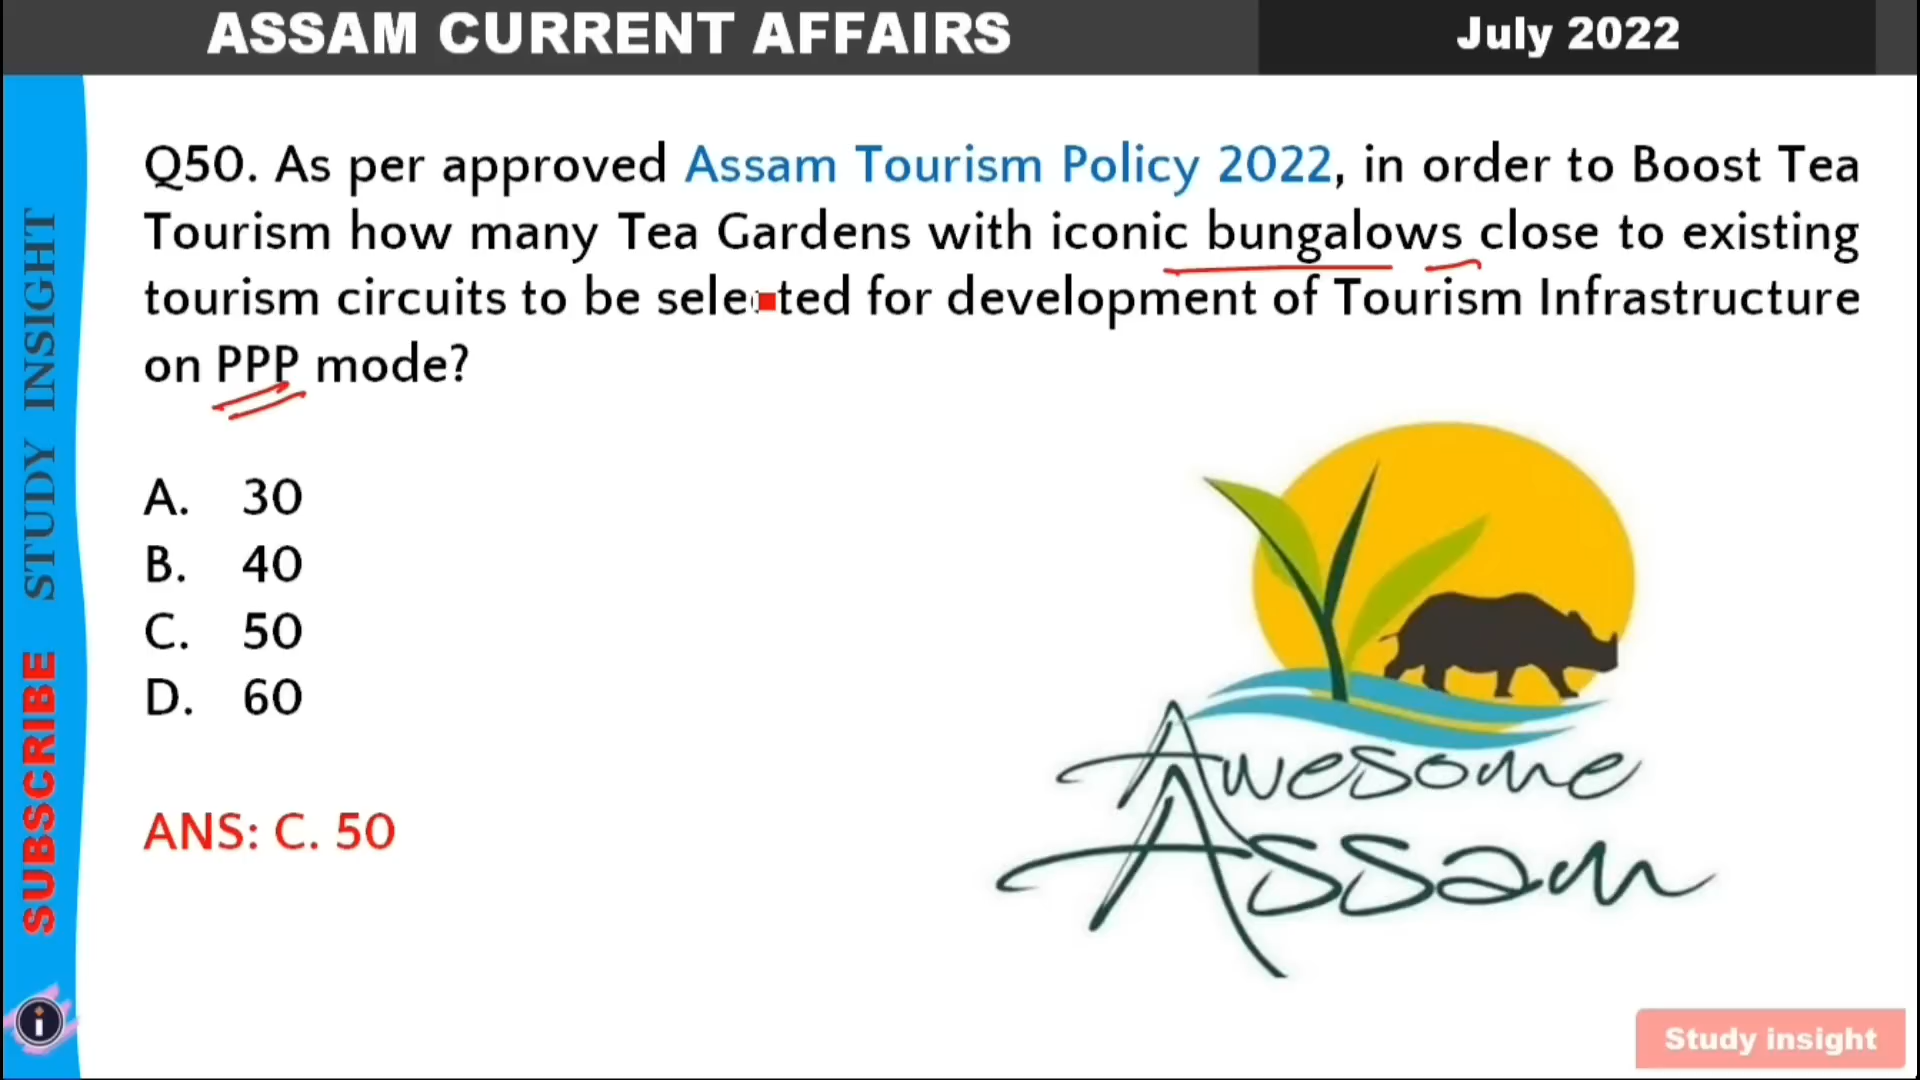 ASSAM CURRENT AFFAIRS
July 2022
Q50. As per approved Assam Tourism Policy 2022, in order to Boost Tea
Tourism how many Tea Gardens with iconic bungalows close to existing
tourism circuits to be selected for development of Tourism Infrastructure
on PPP mode?
A. 30
B. 40
C. 50
D. 60
ANS: C. 50
Awesome
Assam
SUBSCRIBE STUDY INSIGHT
i
Study insight